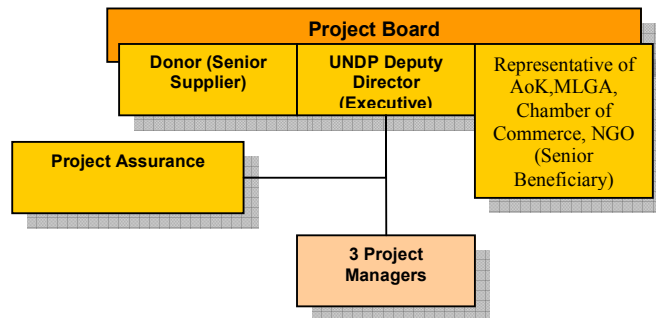 Project Board
Donor (Senior
Supplier)
UNDP Deputy
Director
(Executive)
Representative of
AoK,MLGA,
Chamber of
Commerce, NGO
(Senior
Beneficiary)
Project Assurance
3 Project
Managers